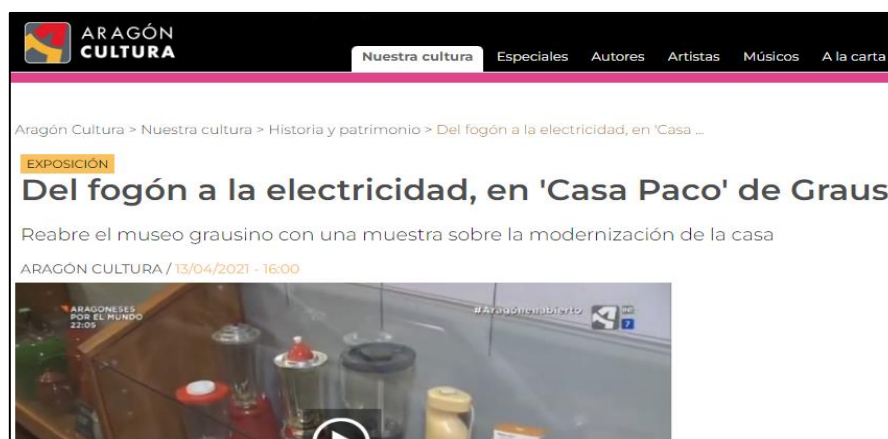 ARAGÓN
CULTURA
Nuestra cultura Especiales Autores Artistas Músicos A la carta
Aragón Cultura > Nuestra cultura > Historia y patrimonio > Del fogón a la electricidad, en 'Casa ...
EXPOSICIÓN
Del fogón a la electricidad, en 'Casa Paco' de Graus
Reabre el museo grausino con una muestra sobre la modernización de la casa
ARAGÓN CULTURA / 13/04/2021 - 16:00
ARAGONESES
POR EL MUNDO
22:05
#Aragónenabierto
7